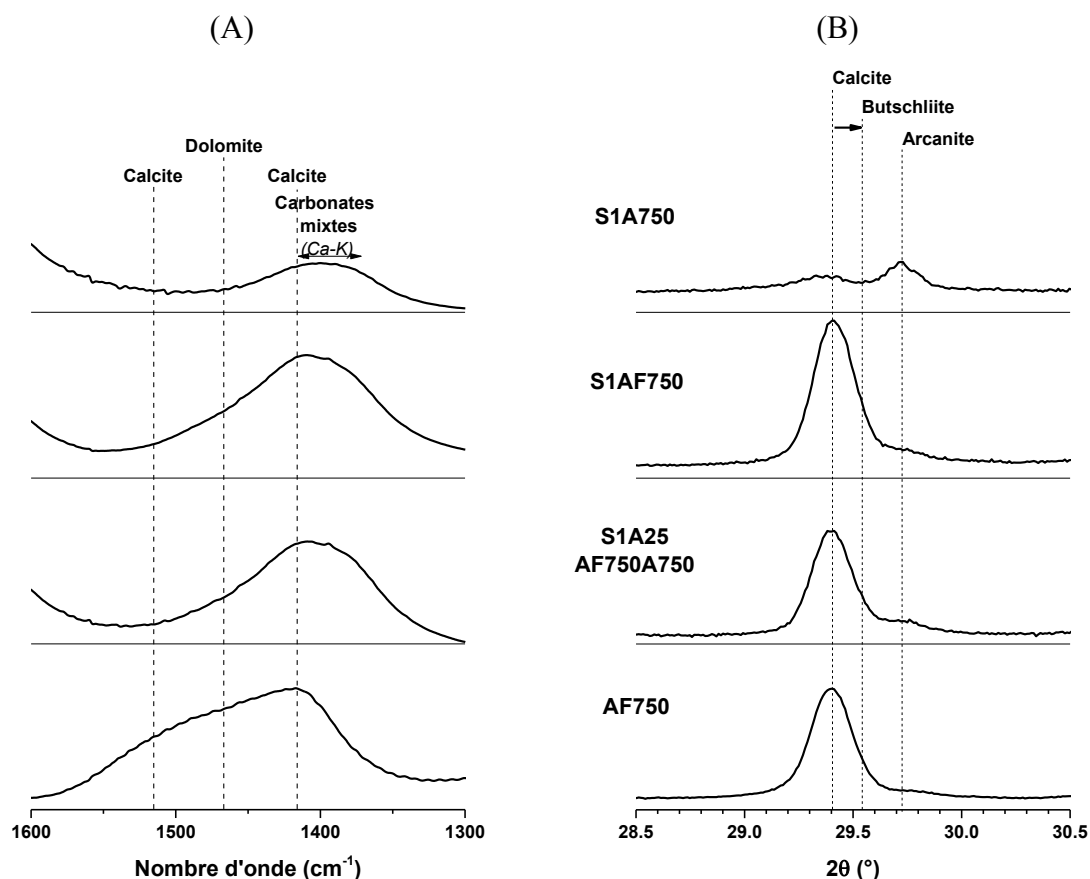 (A)
(B)
Calcite
Dolomite
Calcite
Carbonates
mixtes
(Ca-K)
Calcite
Butschliite
Arcanite
S1A750
S1AF750
S1A25
AF750A750
AF750
1600
1500
1400
1300
Nombre d'onde (cm⁻¹)
28.5
29.0
29.5
30.0
30.5
2θ (°)